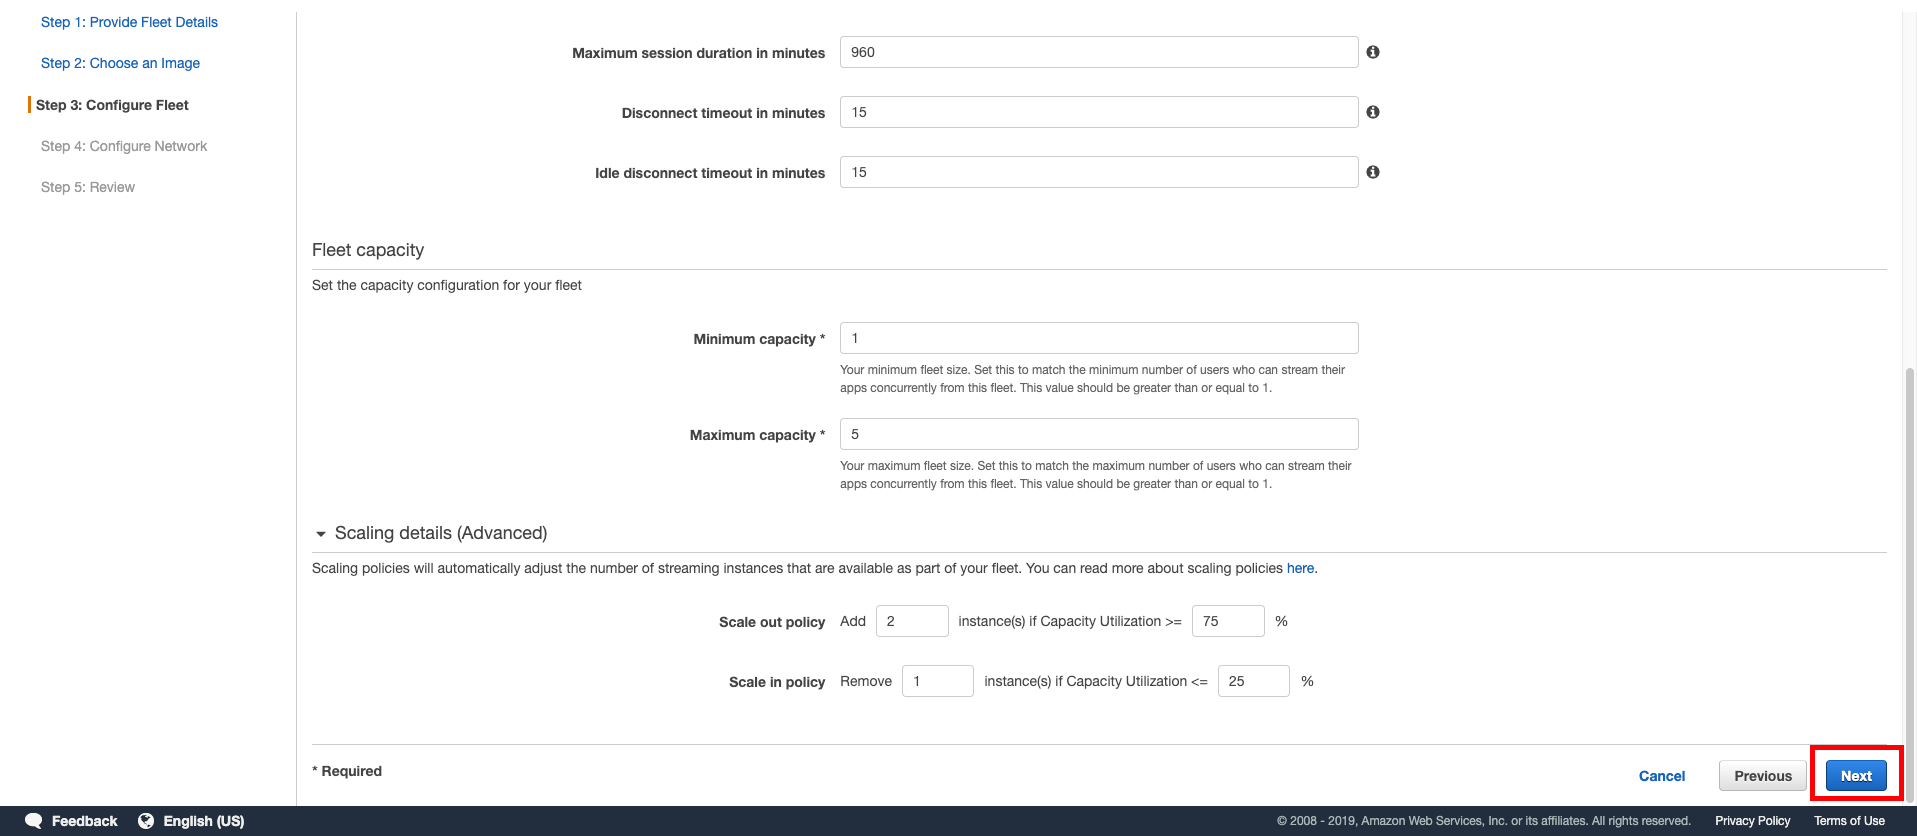 Step 1: Provide Fleet Details
Step 2: Choose an Image
Step 3: Configure Fleet
Step 4: Configure Network
Step 5: Review
Maximum session duration in minutes 960
Disconnect timeout in minutes 15
Idle disconnect timeout in minutes 15
Fleet capacity
Set the capacity configuration for your fleet
Minimum capacity * 1
Your minimum fleet size. Set this to match the minimum number of users who can stream their
apps concurrently from this fleet. This value should be greater than or equal to 1.
Maximum capacity * 5
Your maximum fleet size. Set this to match the maximum number of users who can stream their
apps concurrently from this fleet. This value should be greater than or equal to 1.
Scaling details (Advanced)
Scaling policies will automatically adjust the number of streaming instances that are available as part of your fleet. You can read more about scaling policies here.
Scale out policy Add 2 instance(s) if Capacity Utilization >= 75 %
Scale in policy Remove 1 instance(s) if Capacity Utilization <= 25 %
* Required
Cancel Previous Next
Feedback English (US) © 2008 - 2019, Amazon Web Services, Inc. or its affiliates. All rights reserved. Privacy Policy Terms of Use